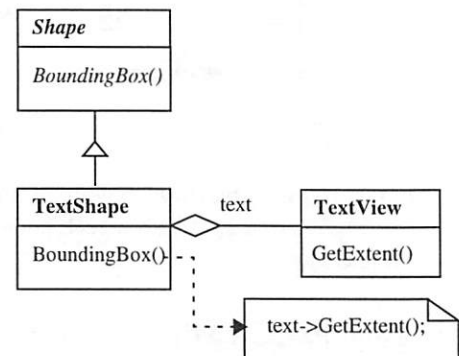 Shape
BoundingBox()
TextShape
text
TextView
BoundingBox()
GetExtent()
text->GetExtent();